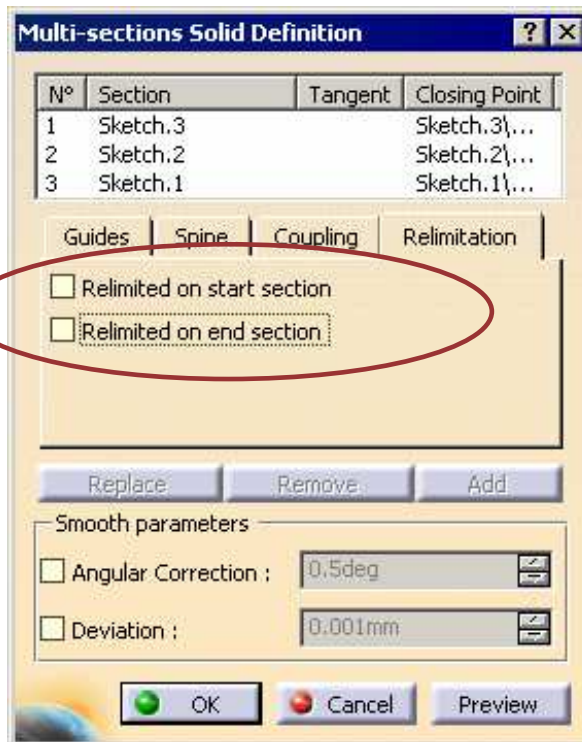 Multi-sections Solid Definition ? X
N° Section Tangent Closing Point
1 Sketch.3 Sketch.3\...
2 Sketch.2 Sketch.2\...
3 Sketch.1 Sketch.1\...
Guides Spine Coupling Relimitation
Relimited on start section
Relimited on end section
Replace Remove Add
Smooth parameters
Angular Correction : 0.5deg
Deviation : 0.001mm
OK Cancel Preview